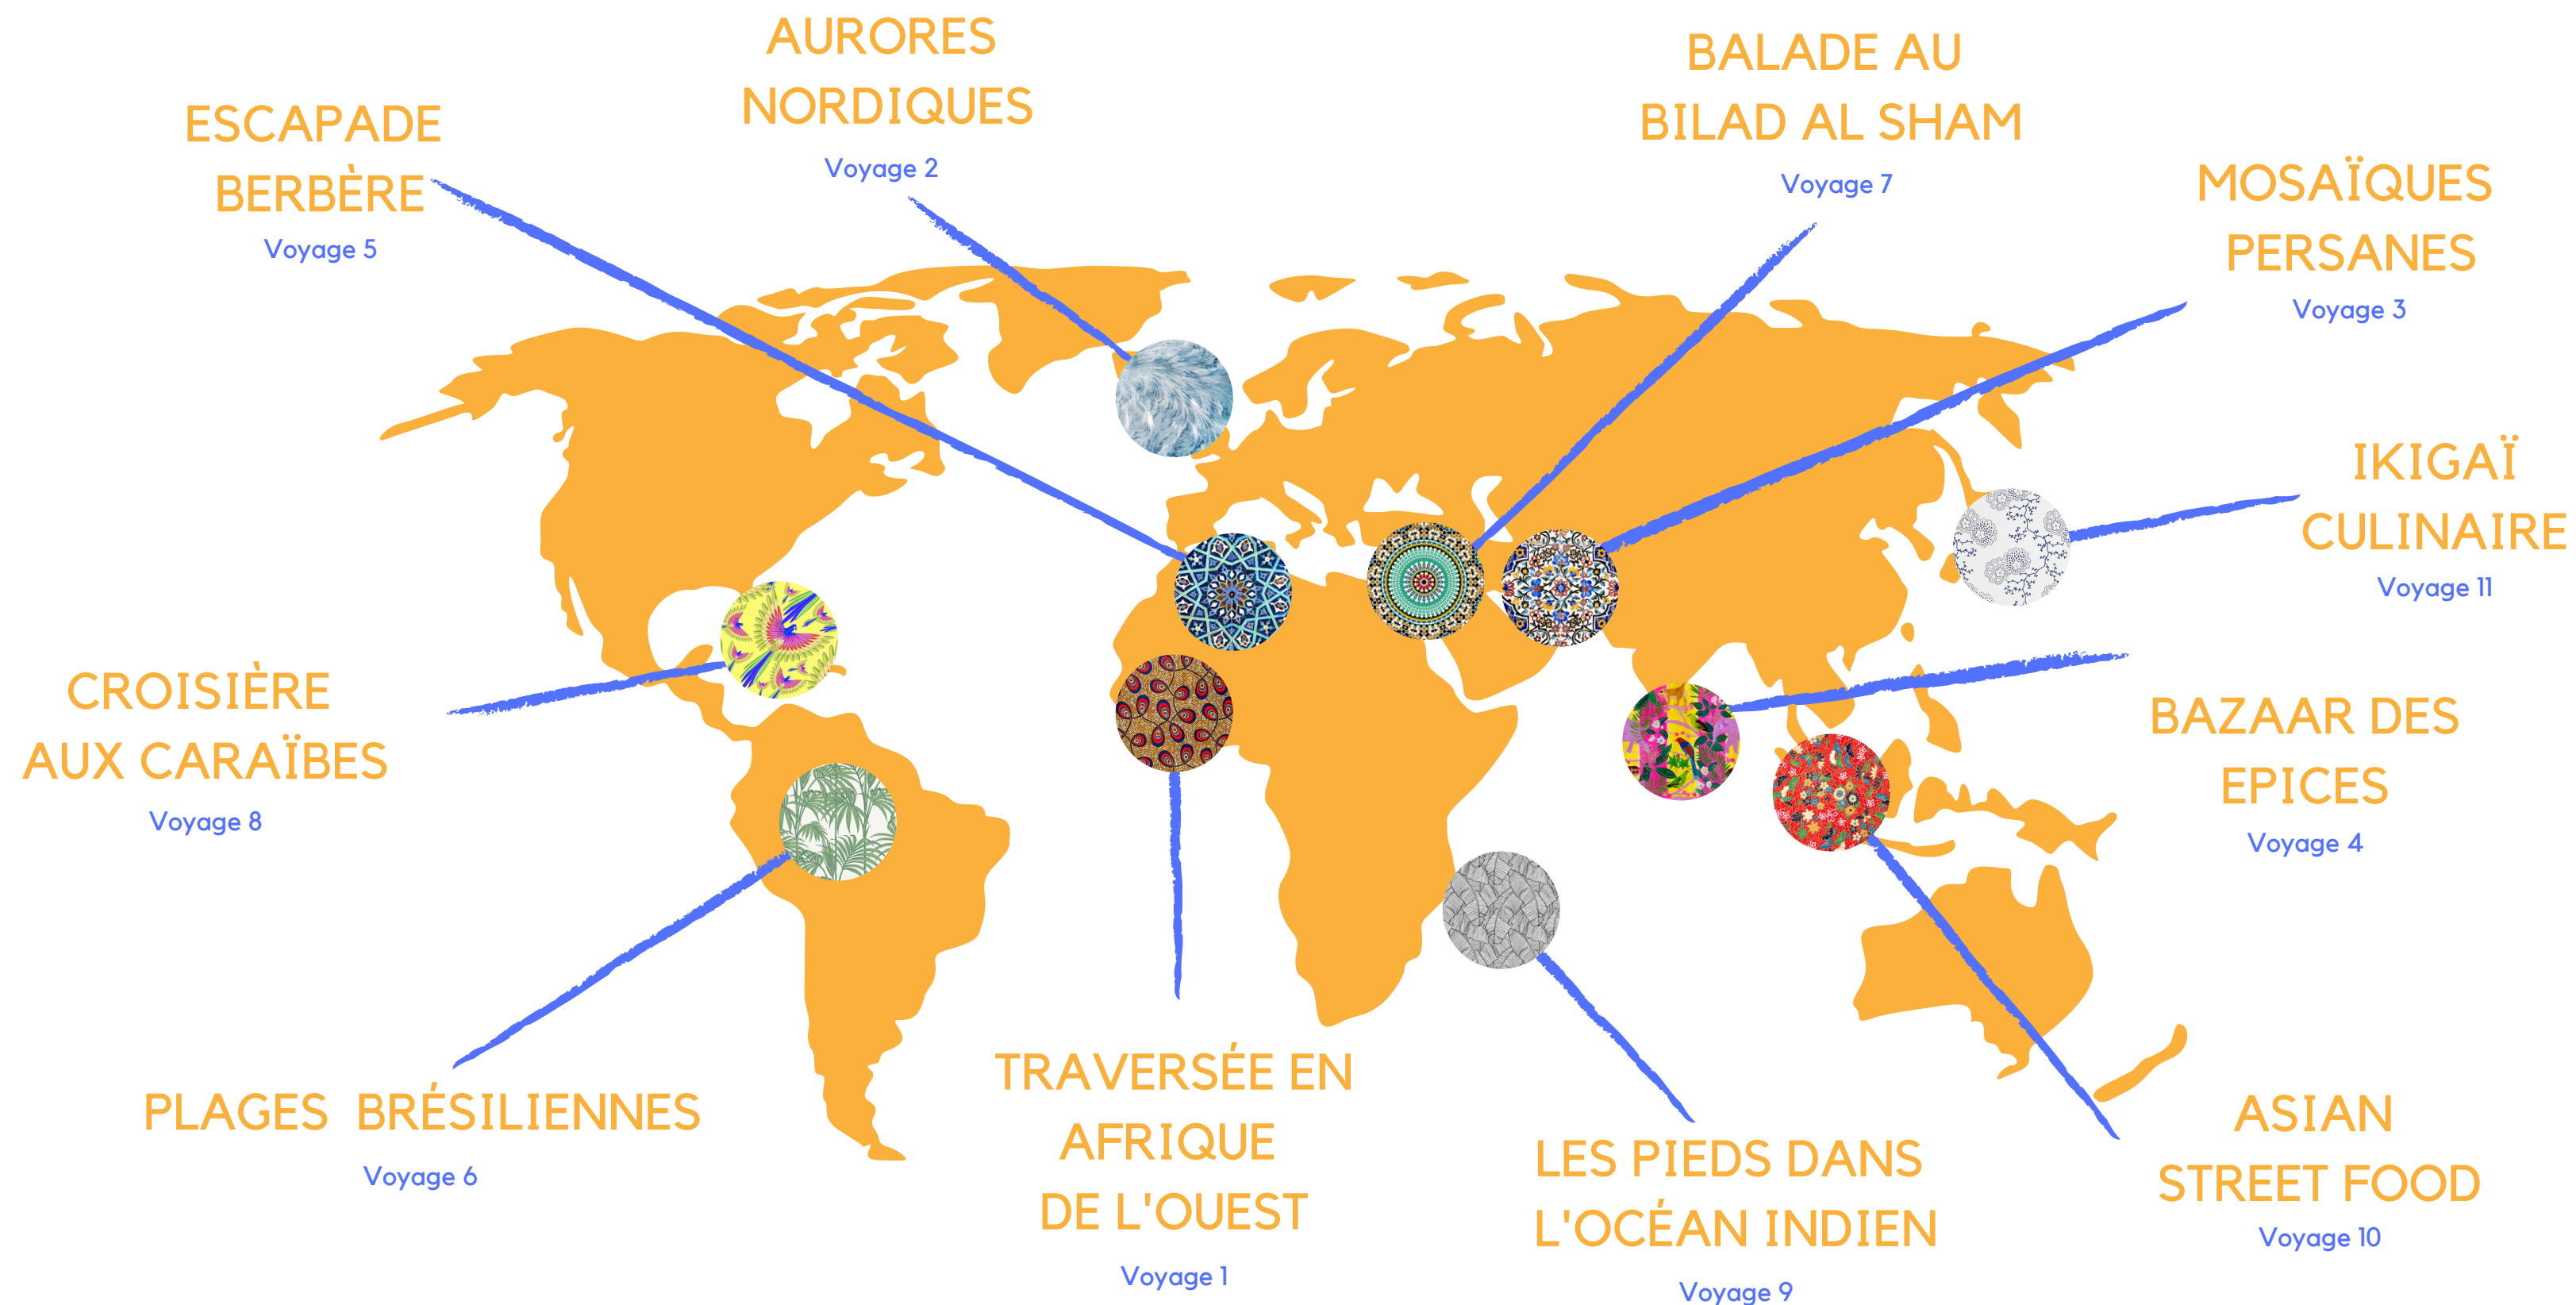 AURORES
NORDIQUES
Voyage 2
BALADE AU
BILAD AL SHAM
Voyage 7
ESCAPADE
BERBÈRE
Voyage 5
MOSAÏQUES
PERSANES
Voyage 3
IKIGAÏ
CULINAIRE
Voyage 11
CROISIÈRE
AUX CARAÏBES
Voyage 8
BAZAAR DES
EPICES
Voyage 4
PLAGES BRÉSILIENNES
Voyage 6
TRAVERSÉE EN
AFRIQUE
DE L'OUEST
Voyage 1
LES PIEDS DANS
L'OCÉAN INDIEN
Voyage 9
ASIAN
STREET FOOD
Voyage 10